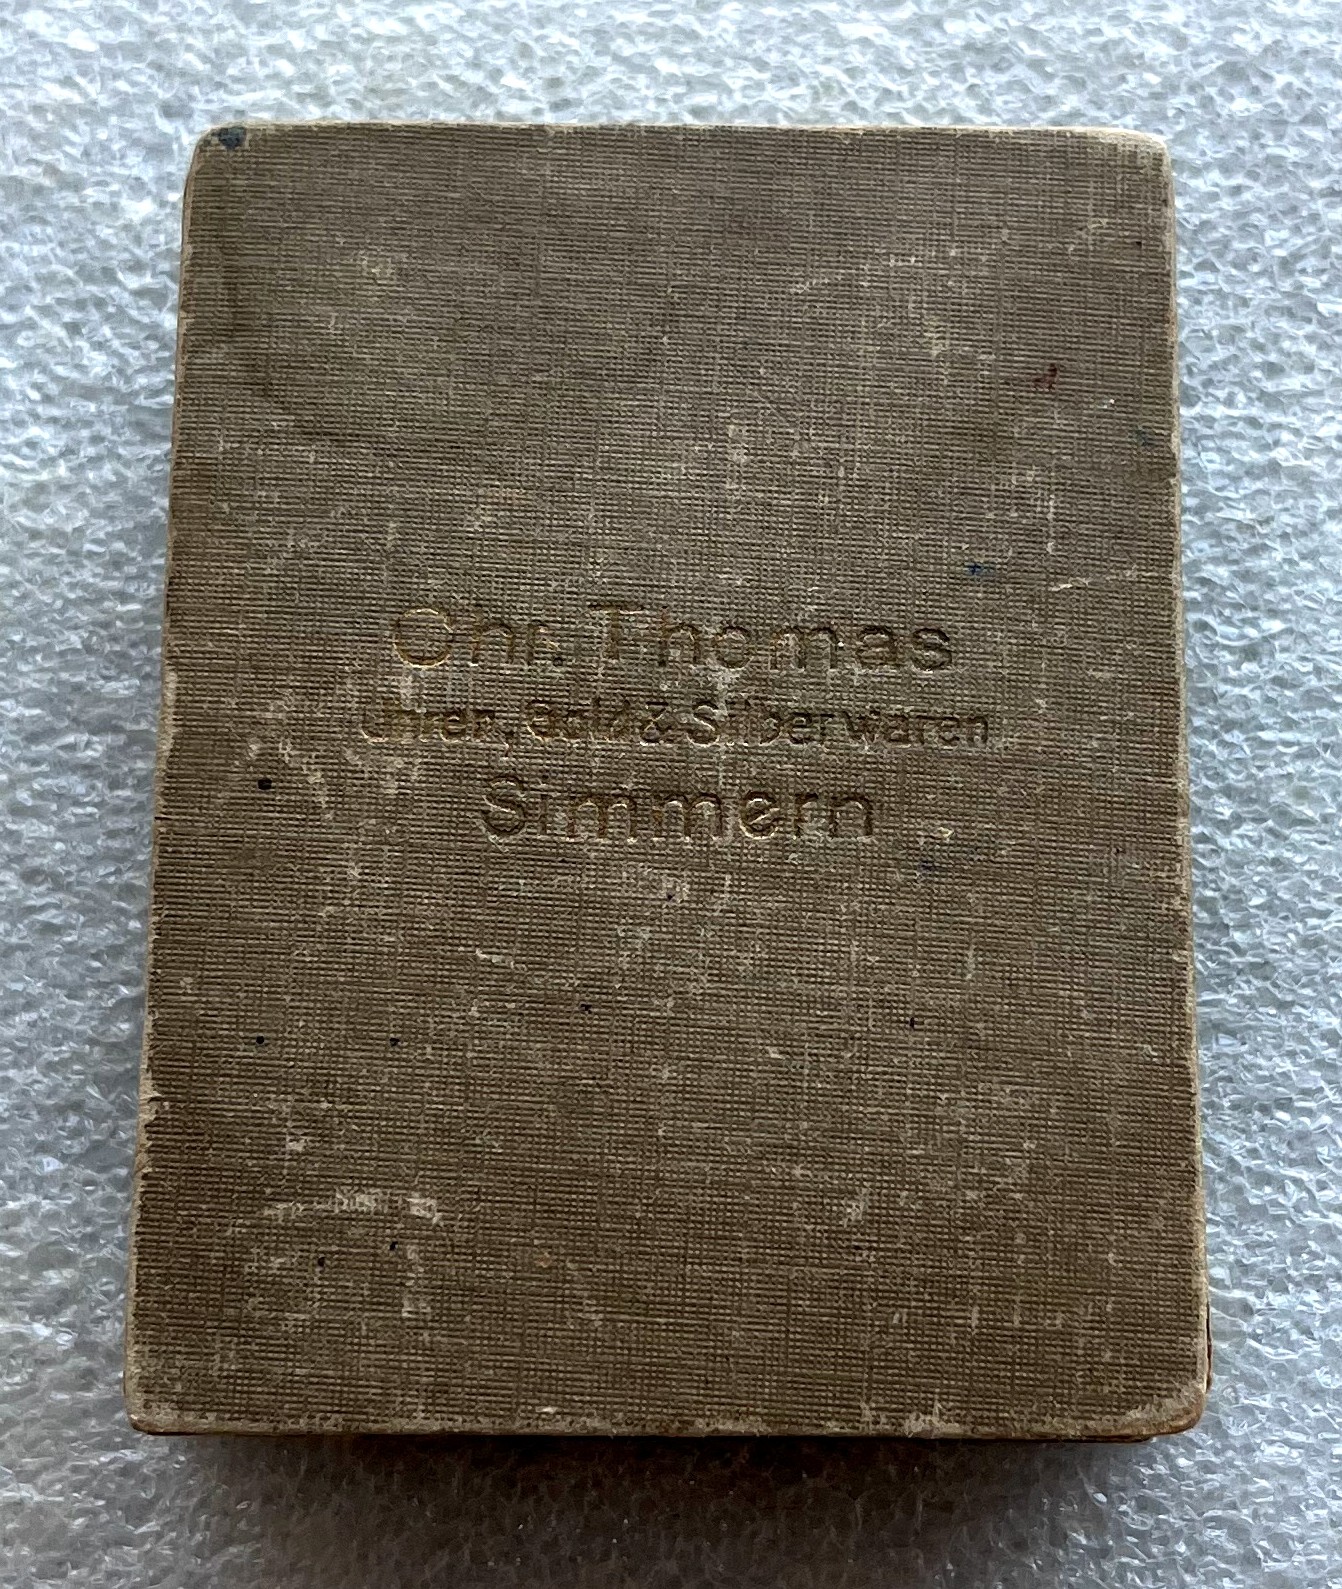 Chr. Thomas
Uhren, Gold & Silberwaren
Simmern